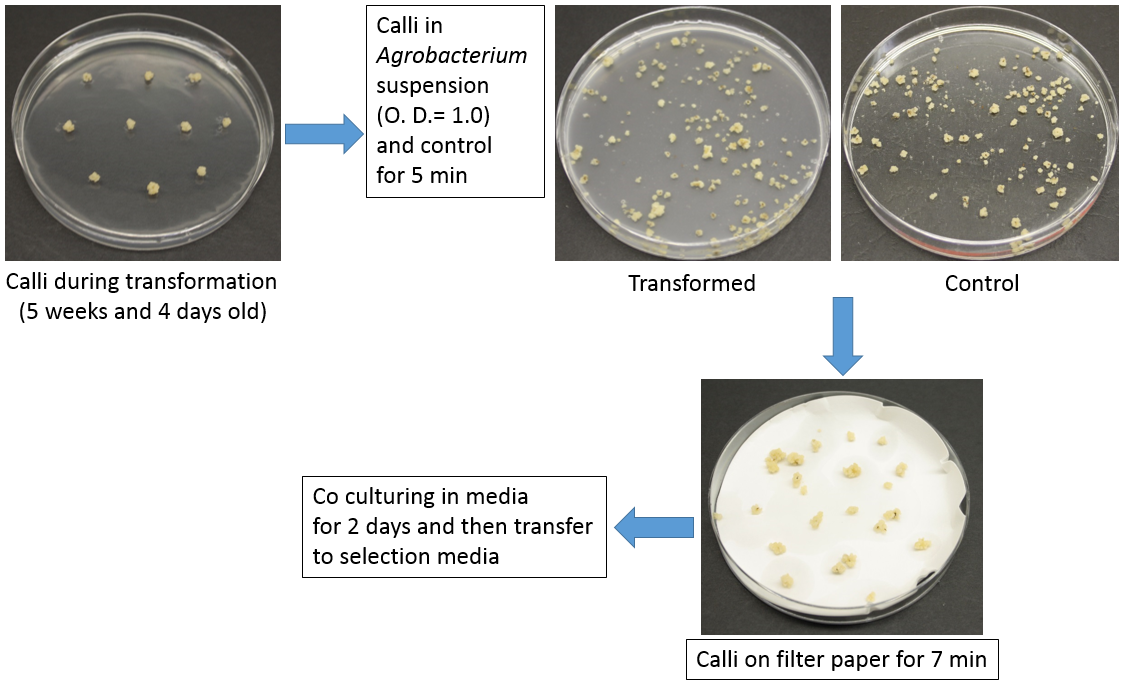 Calli during transformation
(5 weeks and 4 days old)
Calli in
Agrobacterium
suspension
(O. D.= 1.0)
and control
for 5 min
Transformed
Control
Calli on filter paper for 7 min
Co culturing in media
for 2 days and then transfer
to selection media